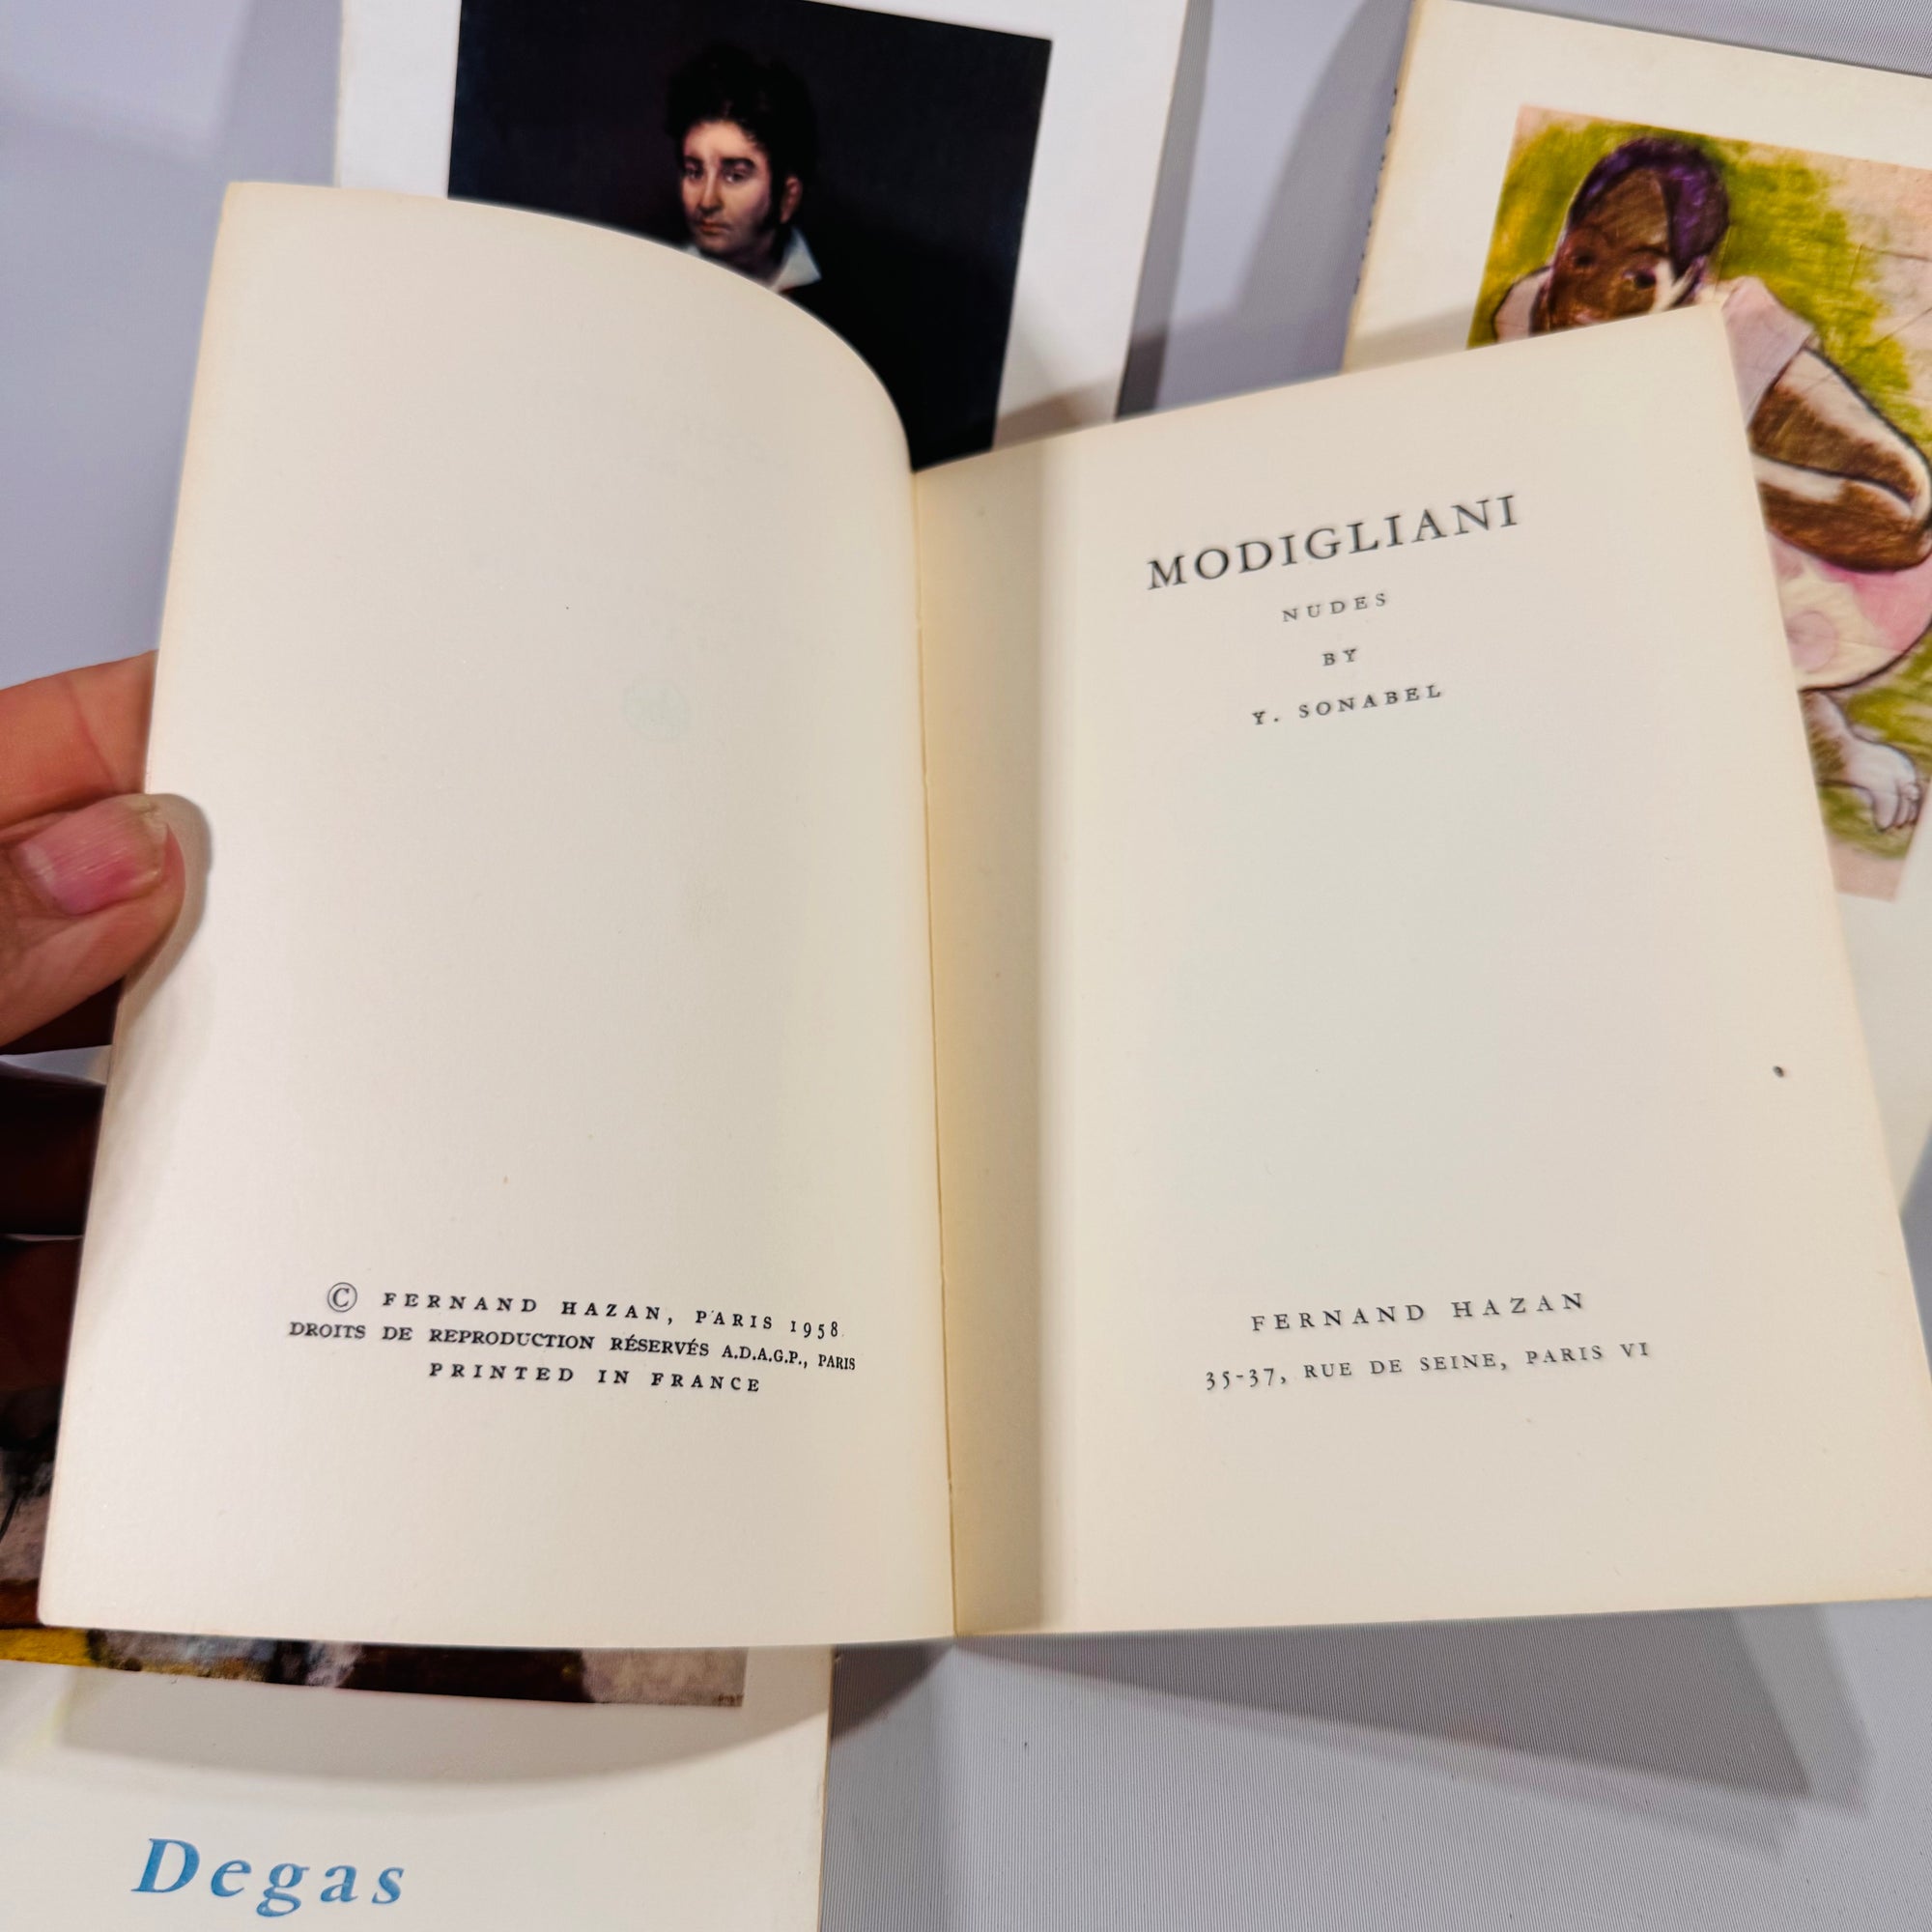 © FERNAND HAZAN, PARIS 1958.
DROITS DE REPRODUCTION RÉSERVÉS A.D.A.G.P., PARIS
PRINTED IN FRANCE
MODIGLIANI
NUDES
BY
Y. SONABEL
FERNAND HAZAN
35-37, RUE DE SEINE, PARIS VI
Degas